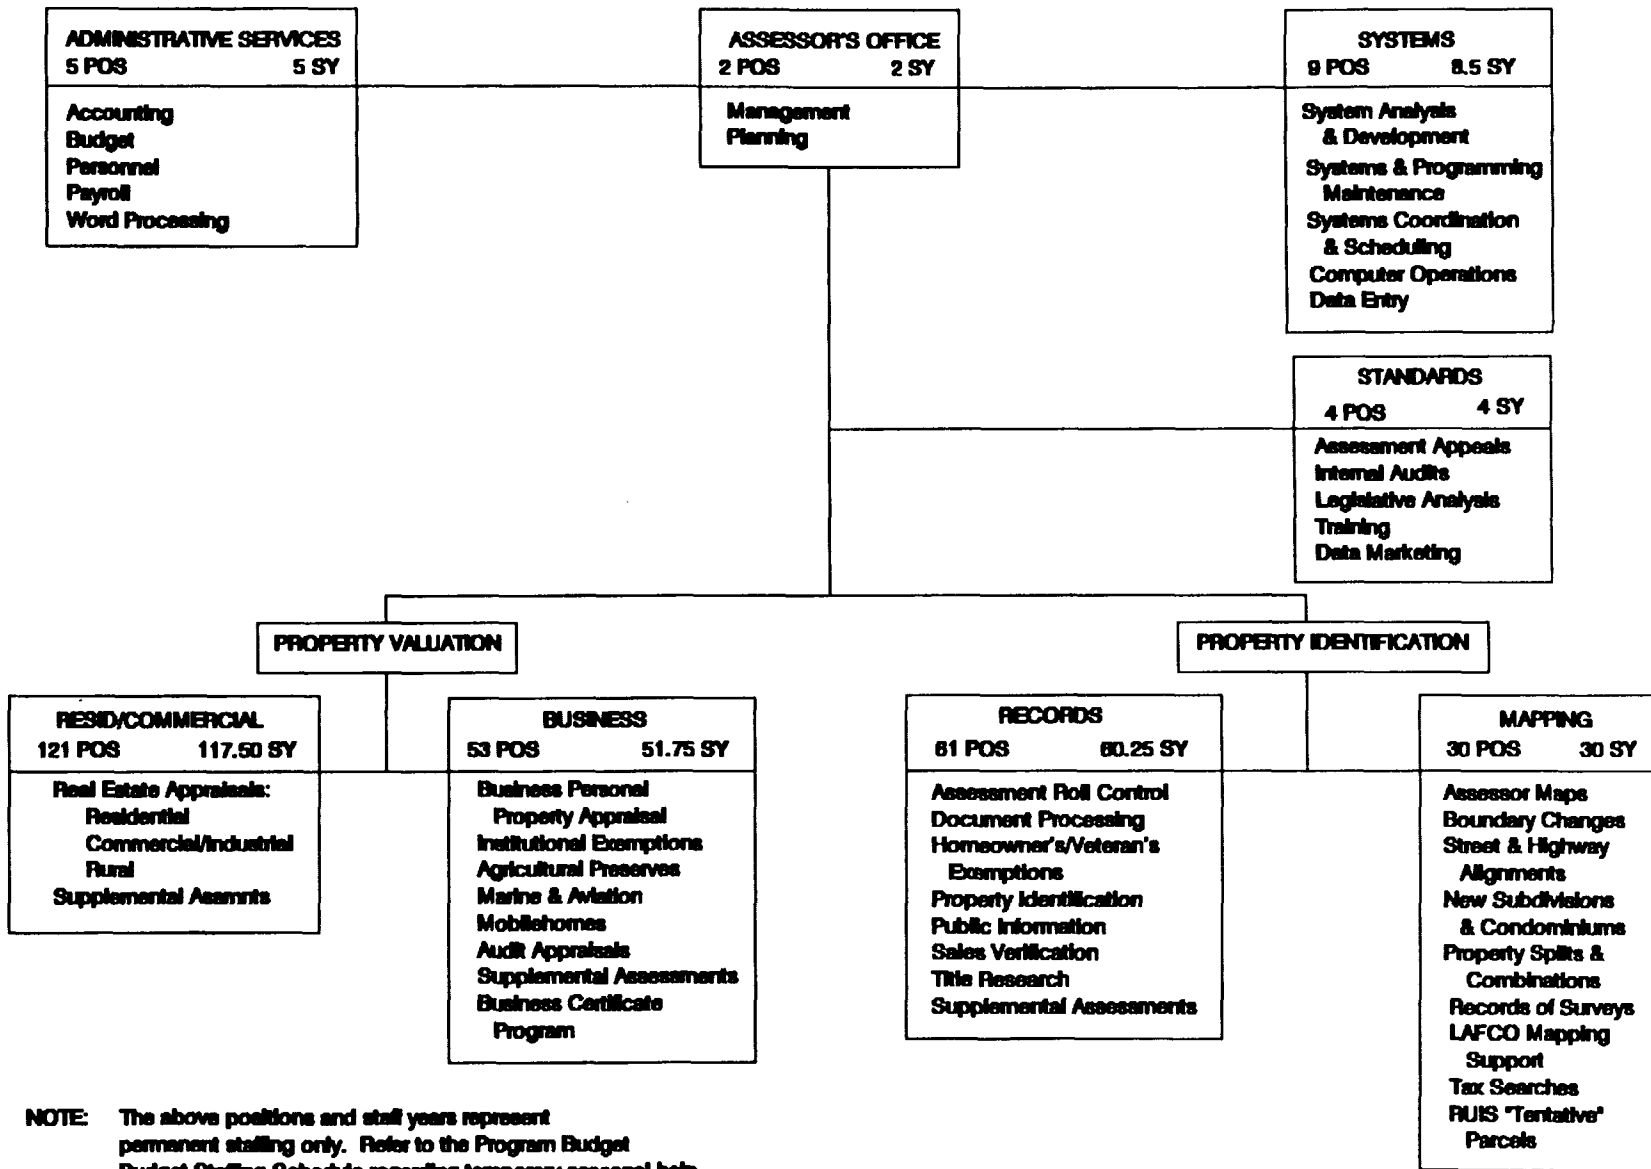 ADMINISTRATIVE SERVICES
5 POS 5 SY
Accounting
Budget
Personnel
Payroll
Word Processing
ASSESSOR'S OFFICE
2 POS 2 SY
Management
Planning
SYSTEMS
9 POS 8.5 SY
System Analysis
& Development
Systems & Programming
Maintenance
Systems Coordination
& Scheduling
Computer Operations
Data Entry
STANDARDS
4 POS 4 SY
Assessment Appeals
Internal Audits
Legislative Analysis
Training
Data Marketing
PROPERTY VALUATION
PROPERTY IDENTIFICATION
RESID/COMMERCIAL
121 POS 117.50 SY
Real Estate Appraisals:
Residential
Commercial/Industrial
Rural
Supplemental Assmnts
BUSINESS
53 POS 51.75 SY
Business Personal
Property Appraisal
Institutional Exemptions
Agricultural Preserves
Marine & Aviation
Mobilehomes
Audit Appraisals
Supplemental Assessments
Business Certificate
Program
RECORDS
61 POS 60.25 SY
Assessment Roll Control
Document Processing
Homeowner's/Veteran's
Exemptions
Property Identification
Public Information
Sales Verification
Title Research
Supplemental Assessments
MAPPING
30 POS 30 SY
Assessor Maps
Boundary Changes
Street & Highway
Alignments
New Subdivisions
& Condominiums
Property Splits &
Combinations
Records of Surveys
LAFCO Mapping
Support
Tax Searches
RUIS "Tentative"
Parcels
NOTE: The above positions and staff years represent
permanent staffing only. Refer to the Program Budget
Budget Staffing Schedule regarding temporary seasonal help